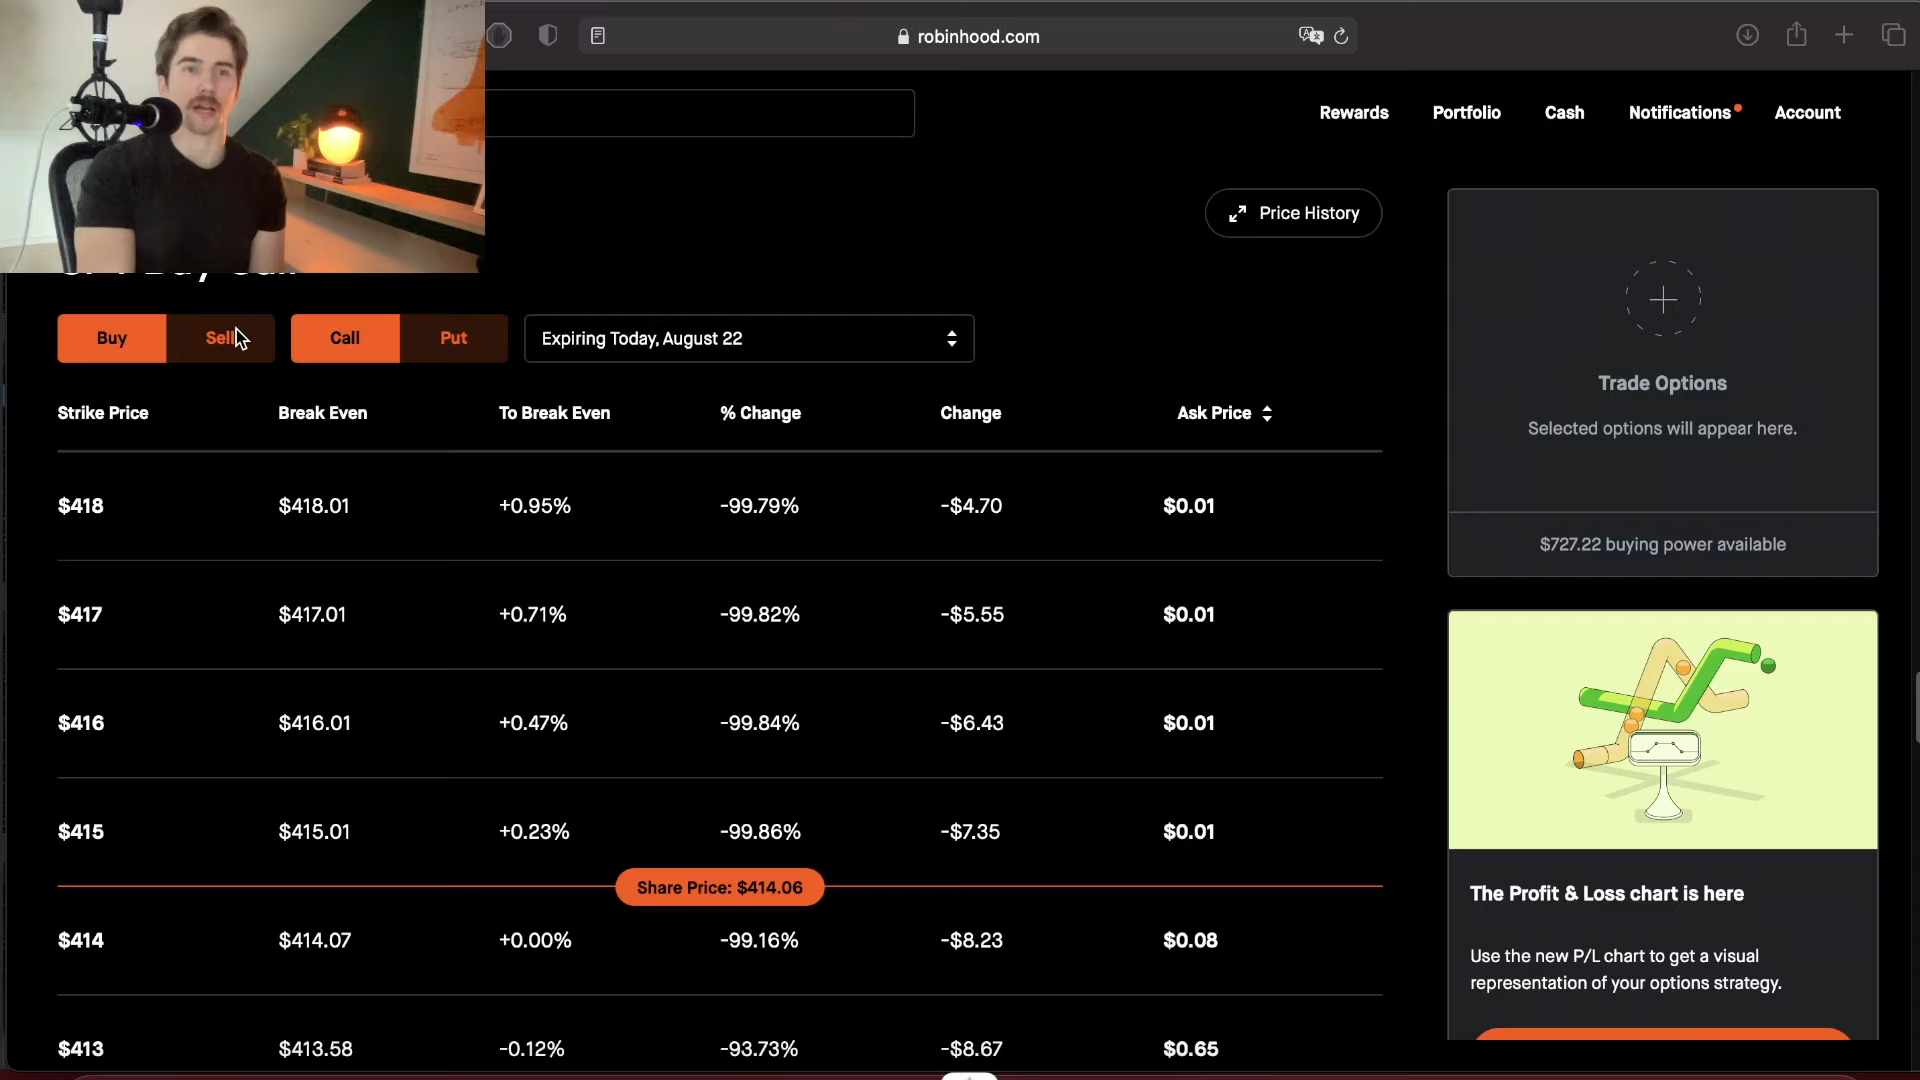 robinhood.com
Rewards
Portfolio
Cash
Notifications
Account
Price History
Buy
Sell
Call
Put
Expiring Today, August 22
Strike Price
Break Even
To Break Even
% Change
Change
Ask Price
$418
$418.01
+0.95%
-99.79%
-$4.70
$0.01
$417
$417.01
+0.71%
-99.82%
-$5.55
$0.01
$416
$416.01
+0.47%
-99.84%
-$6.43
$0.01
$415
$415.01
+0.23%
-99.86%
-$7.35
$0.01
Share Price: $414.06
$414
$414.07
+0.00%
-99.16%
-$8.23
$0.08
$413
$413.58
-0.12%
-93.73%
-$8.67
$0.65
Trade Options
Selected options will appear here.
$727.22 buying power available
The Profit & Loss chart is here
Use the new P/L chart to get a visual
representation of your options strategy.